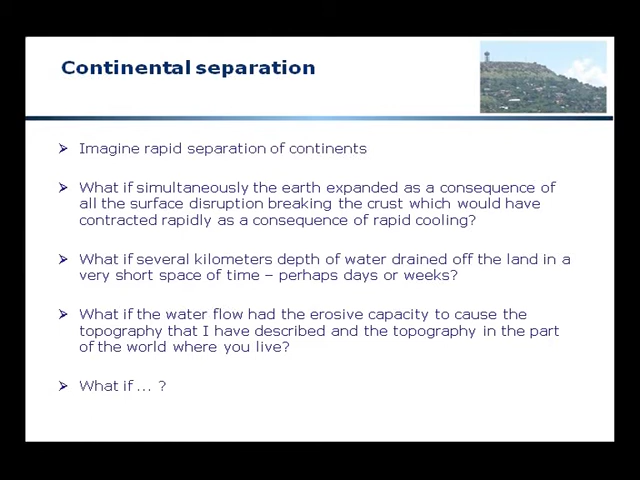 Continental separation
Imagine rapid separation of continents
What if simultaneously the earth expanded as a consequence of
all the surface disruption breaking the crust which would have
contracted rapidly as a consequence of rapid cooling?
What if several kilometers depth of water drained off the land in a
very short space of time – perhaps days or weeks?
What if the water flow had the erosive capacity to cause the
topography that I have described and the topography in the part
of the world where you live?
What if … ?